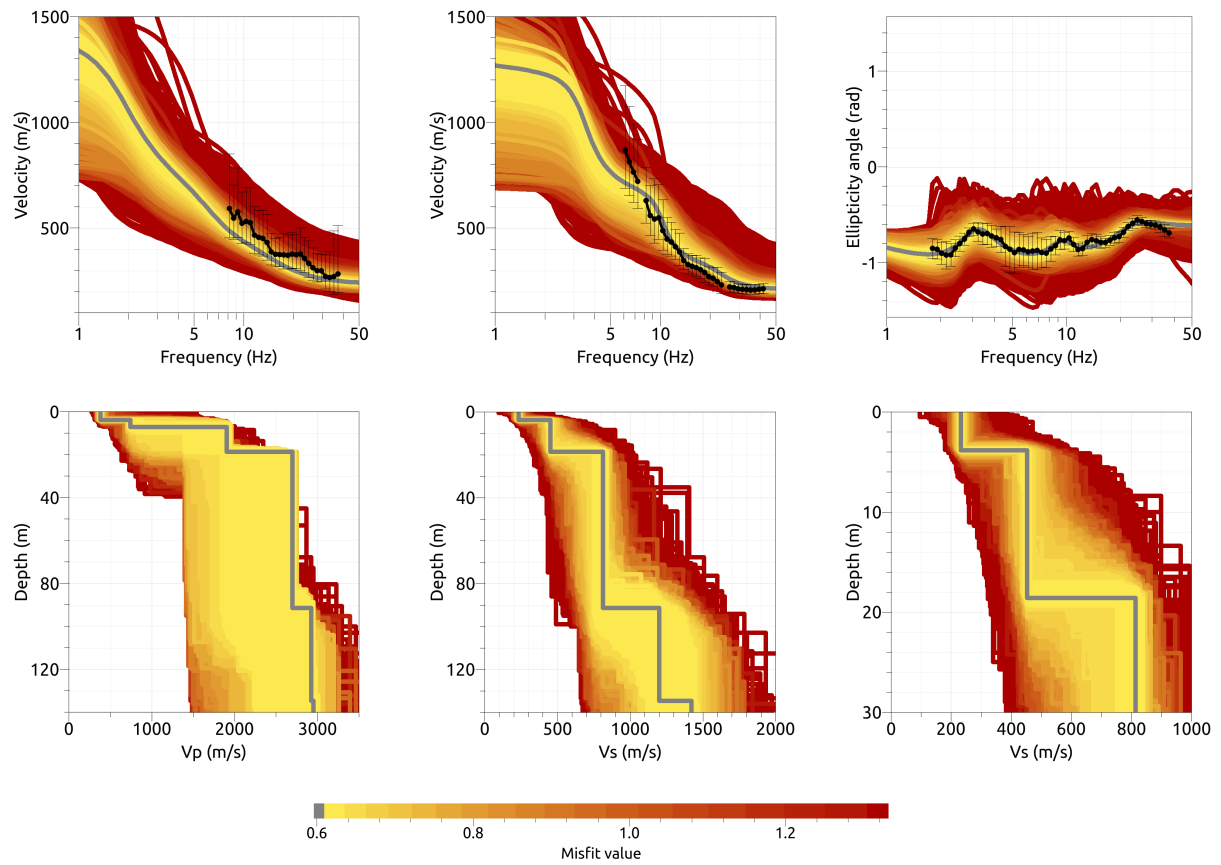 1500
1000
500
Velocity (m/s)
1 5 10 50
Frequency (Hz)
1500
1000
500
Velocity (m/s)
1 5 10 50
Frequency (Hz)
1
0
-1
Ellipticity angle (rad)
1 5 10 50
Frequency (Hz)
0
40
80
120
Depth (m)
0 1000 2000 3000
Vp (m/s)
0
40
80
120
Depth (m)
0 500 1000 1500 2000
Vs (m/s)
0
10
20
30
Depth (m)
0 200 400 600 800 1000
Vs (m/s)
0.6 0.8 1.0 1.2
Misfit value